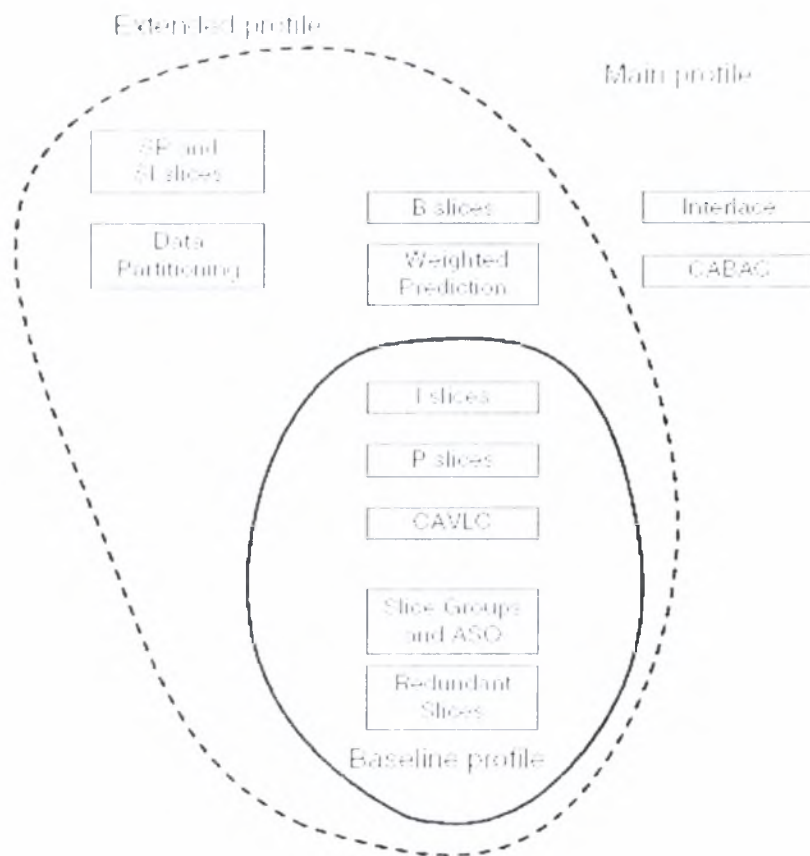 Extended profile
Main profile
SP and
SI slices
B slices
Interlace
Data
Partitioning
Weighted
Prediction
CABAC
I slices
P slices
CAVLC
Slice Groups
and ASO
Redundant
Slices
Baseline profile